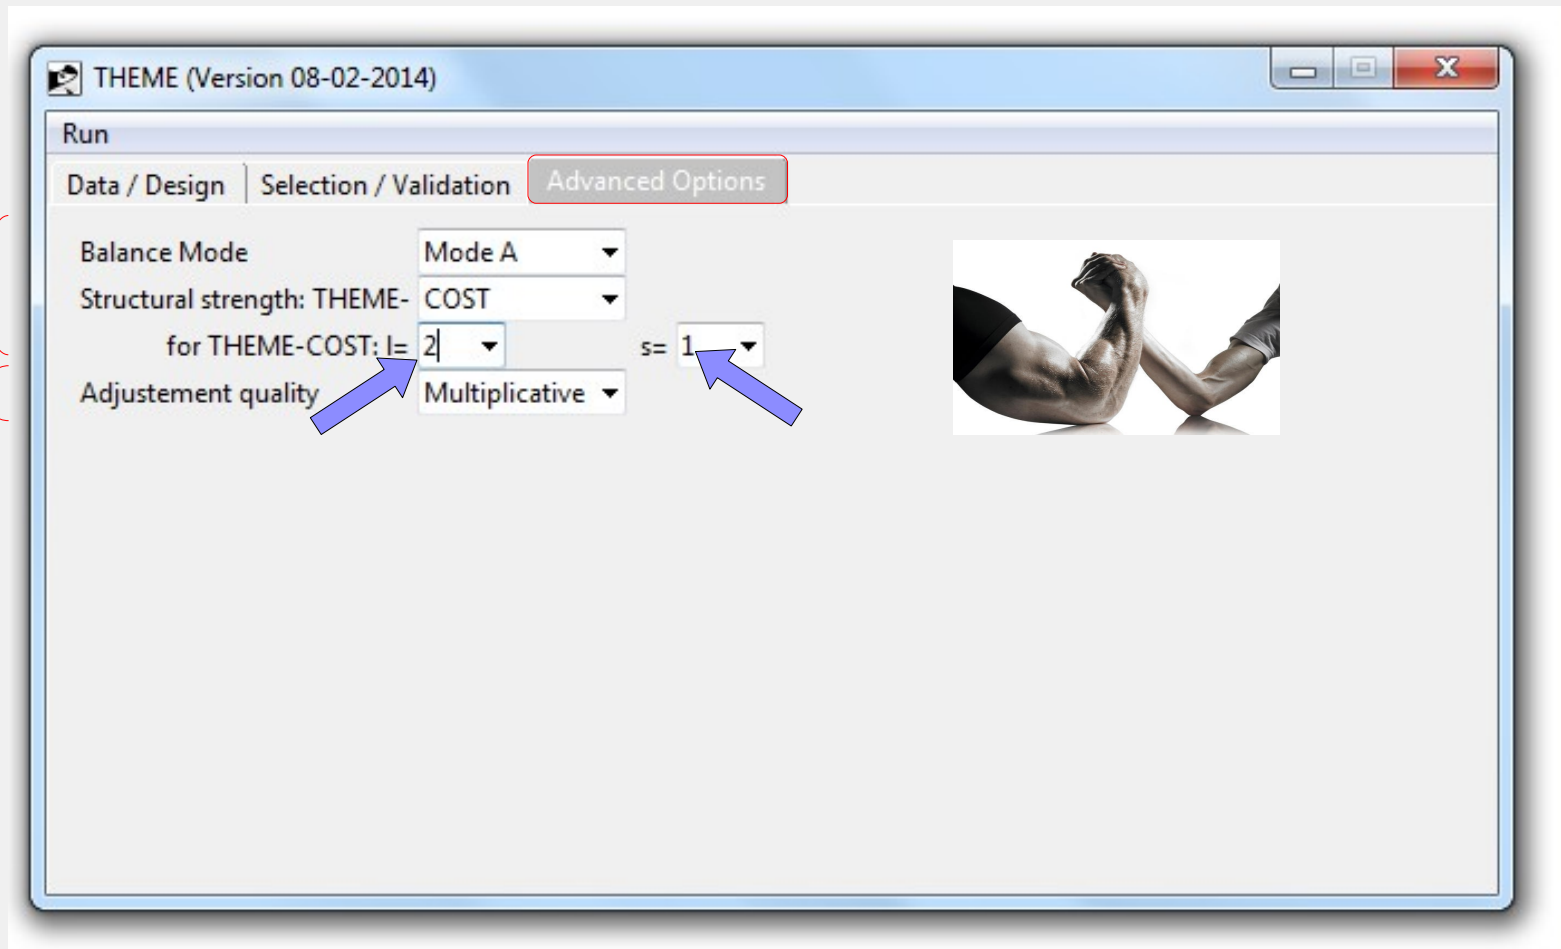 THEME (Version 08-02-2014)
Run
Data / Design Selection / Validation Advanced Options
Balance Mode Mode A
Structural strength: THEME- COST
for THEME-COST: l= 2 s= 1
Adjustement quality Multiplicative